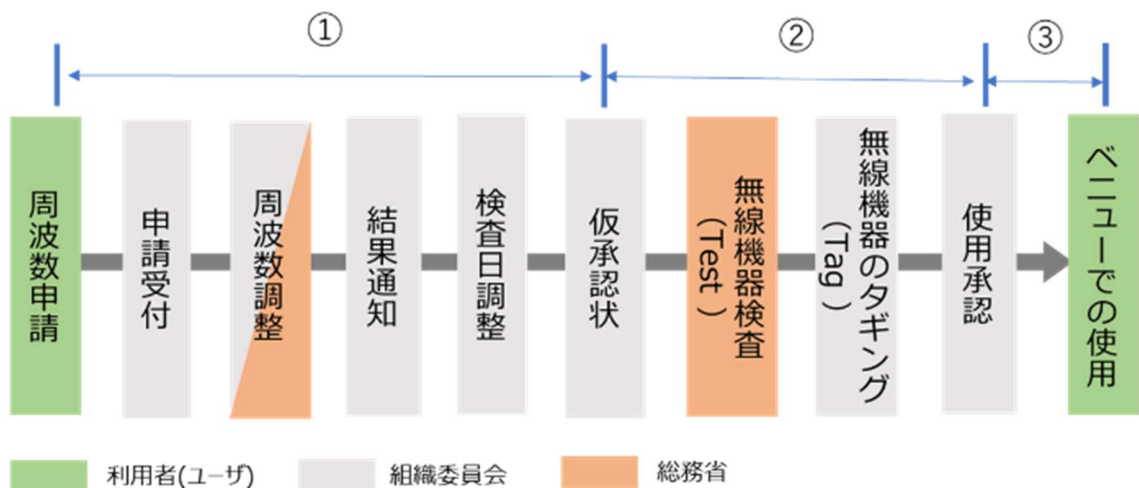 ①
②
③
周波数申請
申請受付
周波数調整
結果通知
検査日調整
仮承認状
無線機器検査
(Test)
無線機器のタギング
(Tag)
使用承認
ベニューでの使用
利用者(ユーザ)
組織委員会
総務省